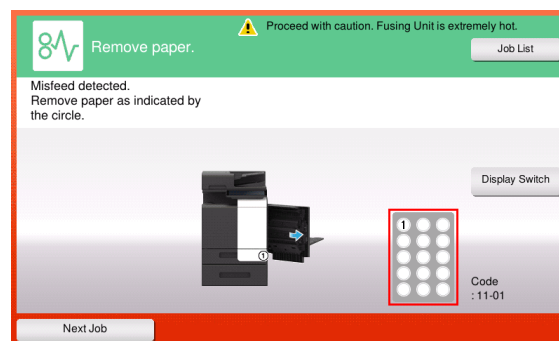 Proceed with caution. Fusing Unit is extremely hot.
Remove paper.
Job List
Misfeed detected.
Remove paper as indicated by
the circle.
Display Switch
1
1
Code
: 11-01
Next Job